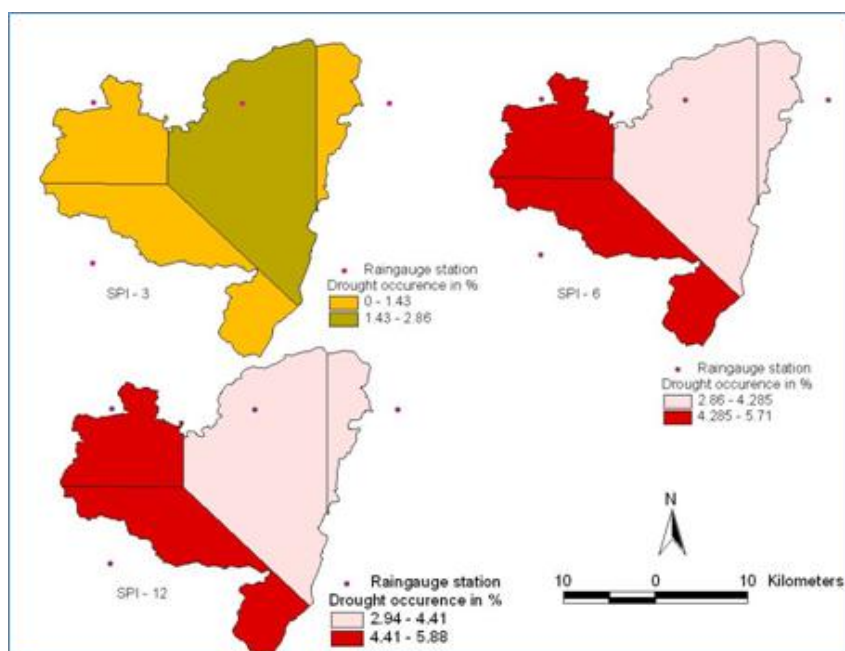 Raingauge station
Drought occurence in %
0 - 1.43
1.43 - 2.86
SPI - 3
Raingauge station
Drought occurence in %
2.86 - 4.285
4.285 - 5.71
SPI - 6
Raingauge station
Drought occurence in %
2.94 - 4.41
4.41 - 5.88
SPI - 12
N
10 0 10 Kilometers